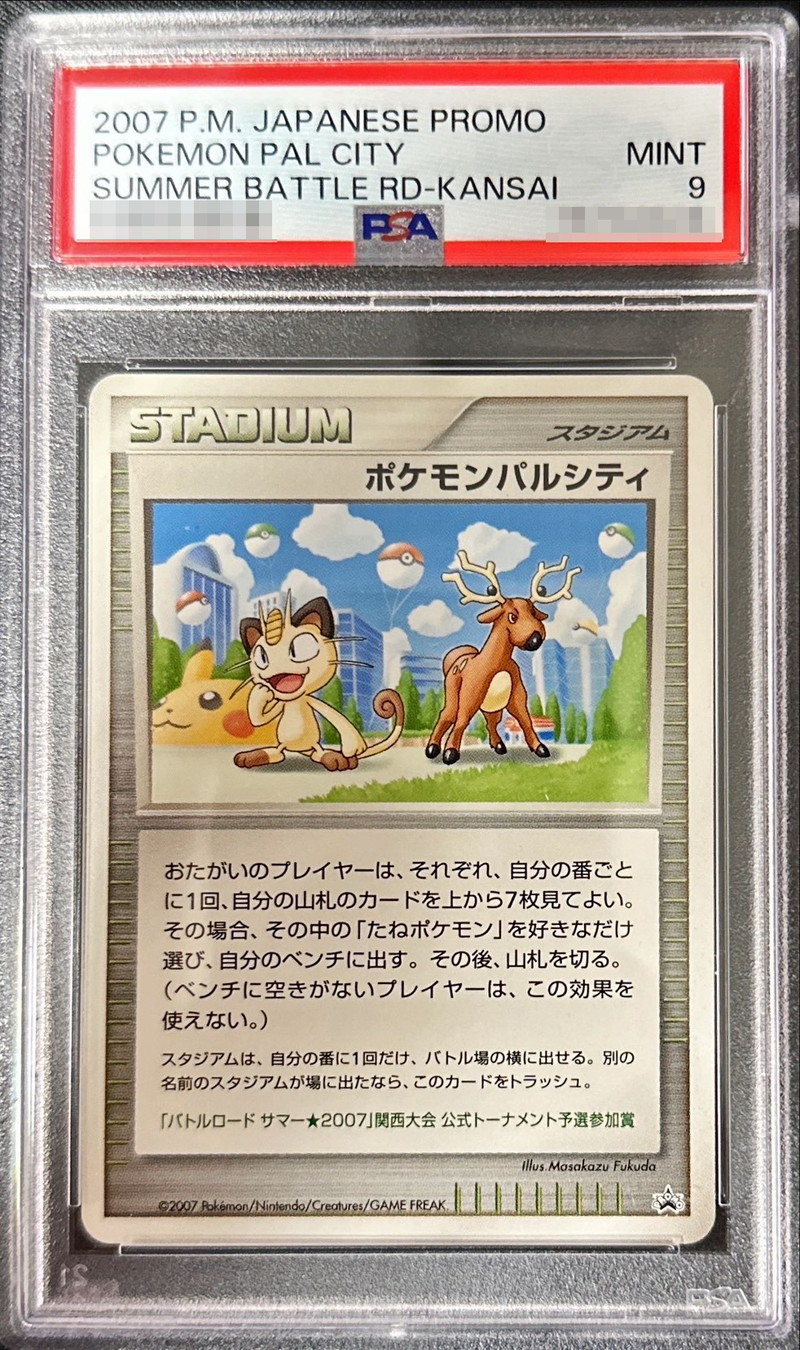 2007 P.M. JAPANESE PROMO
POKEMON PAL CITY MINT
SUMMER BATTLE RD-KANSAI 9
PSA
STADIUM スタジアム
ポケモンパルシティ
おたがいのプレイヤーは、それぞれ、自分の番ごと
に1回、自分の山札のカードを上から7枚見てよい。
その場合、その中の「たねポケモン」を好きなだけ
選び、自分のベンチに出す。その後、山札を切る。
（ベンチに空きがないプレイヤーは、この効果を
使えない。）
スタジアムは、自分の番に1回だけ、バトル場の横に出せる。別の
名前のスタジアムが場に出たなら、このカードをトラッシュ。
「バトルロード サマー★2007」関西大会 公式トーナメント予選参加賞
Illus.Masakazu Fukuda
©2007 Pokémon/Nintendo/Creatures/GAME FREAK
PSA